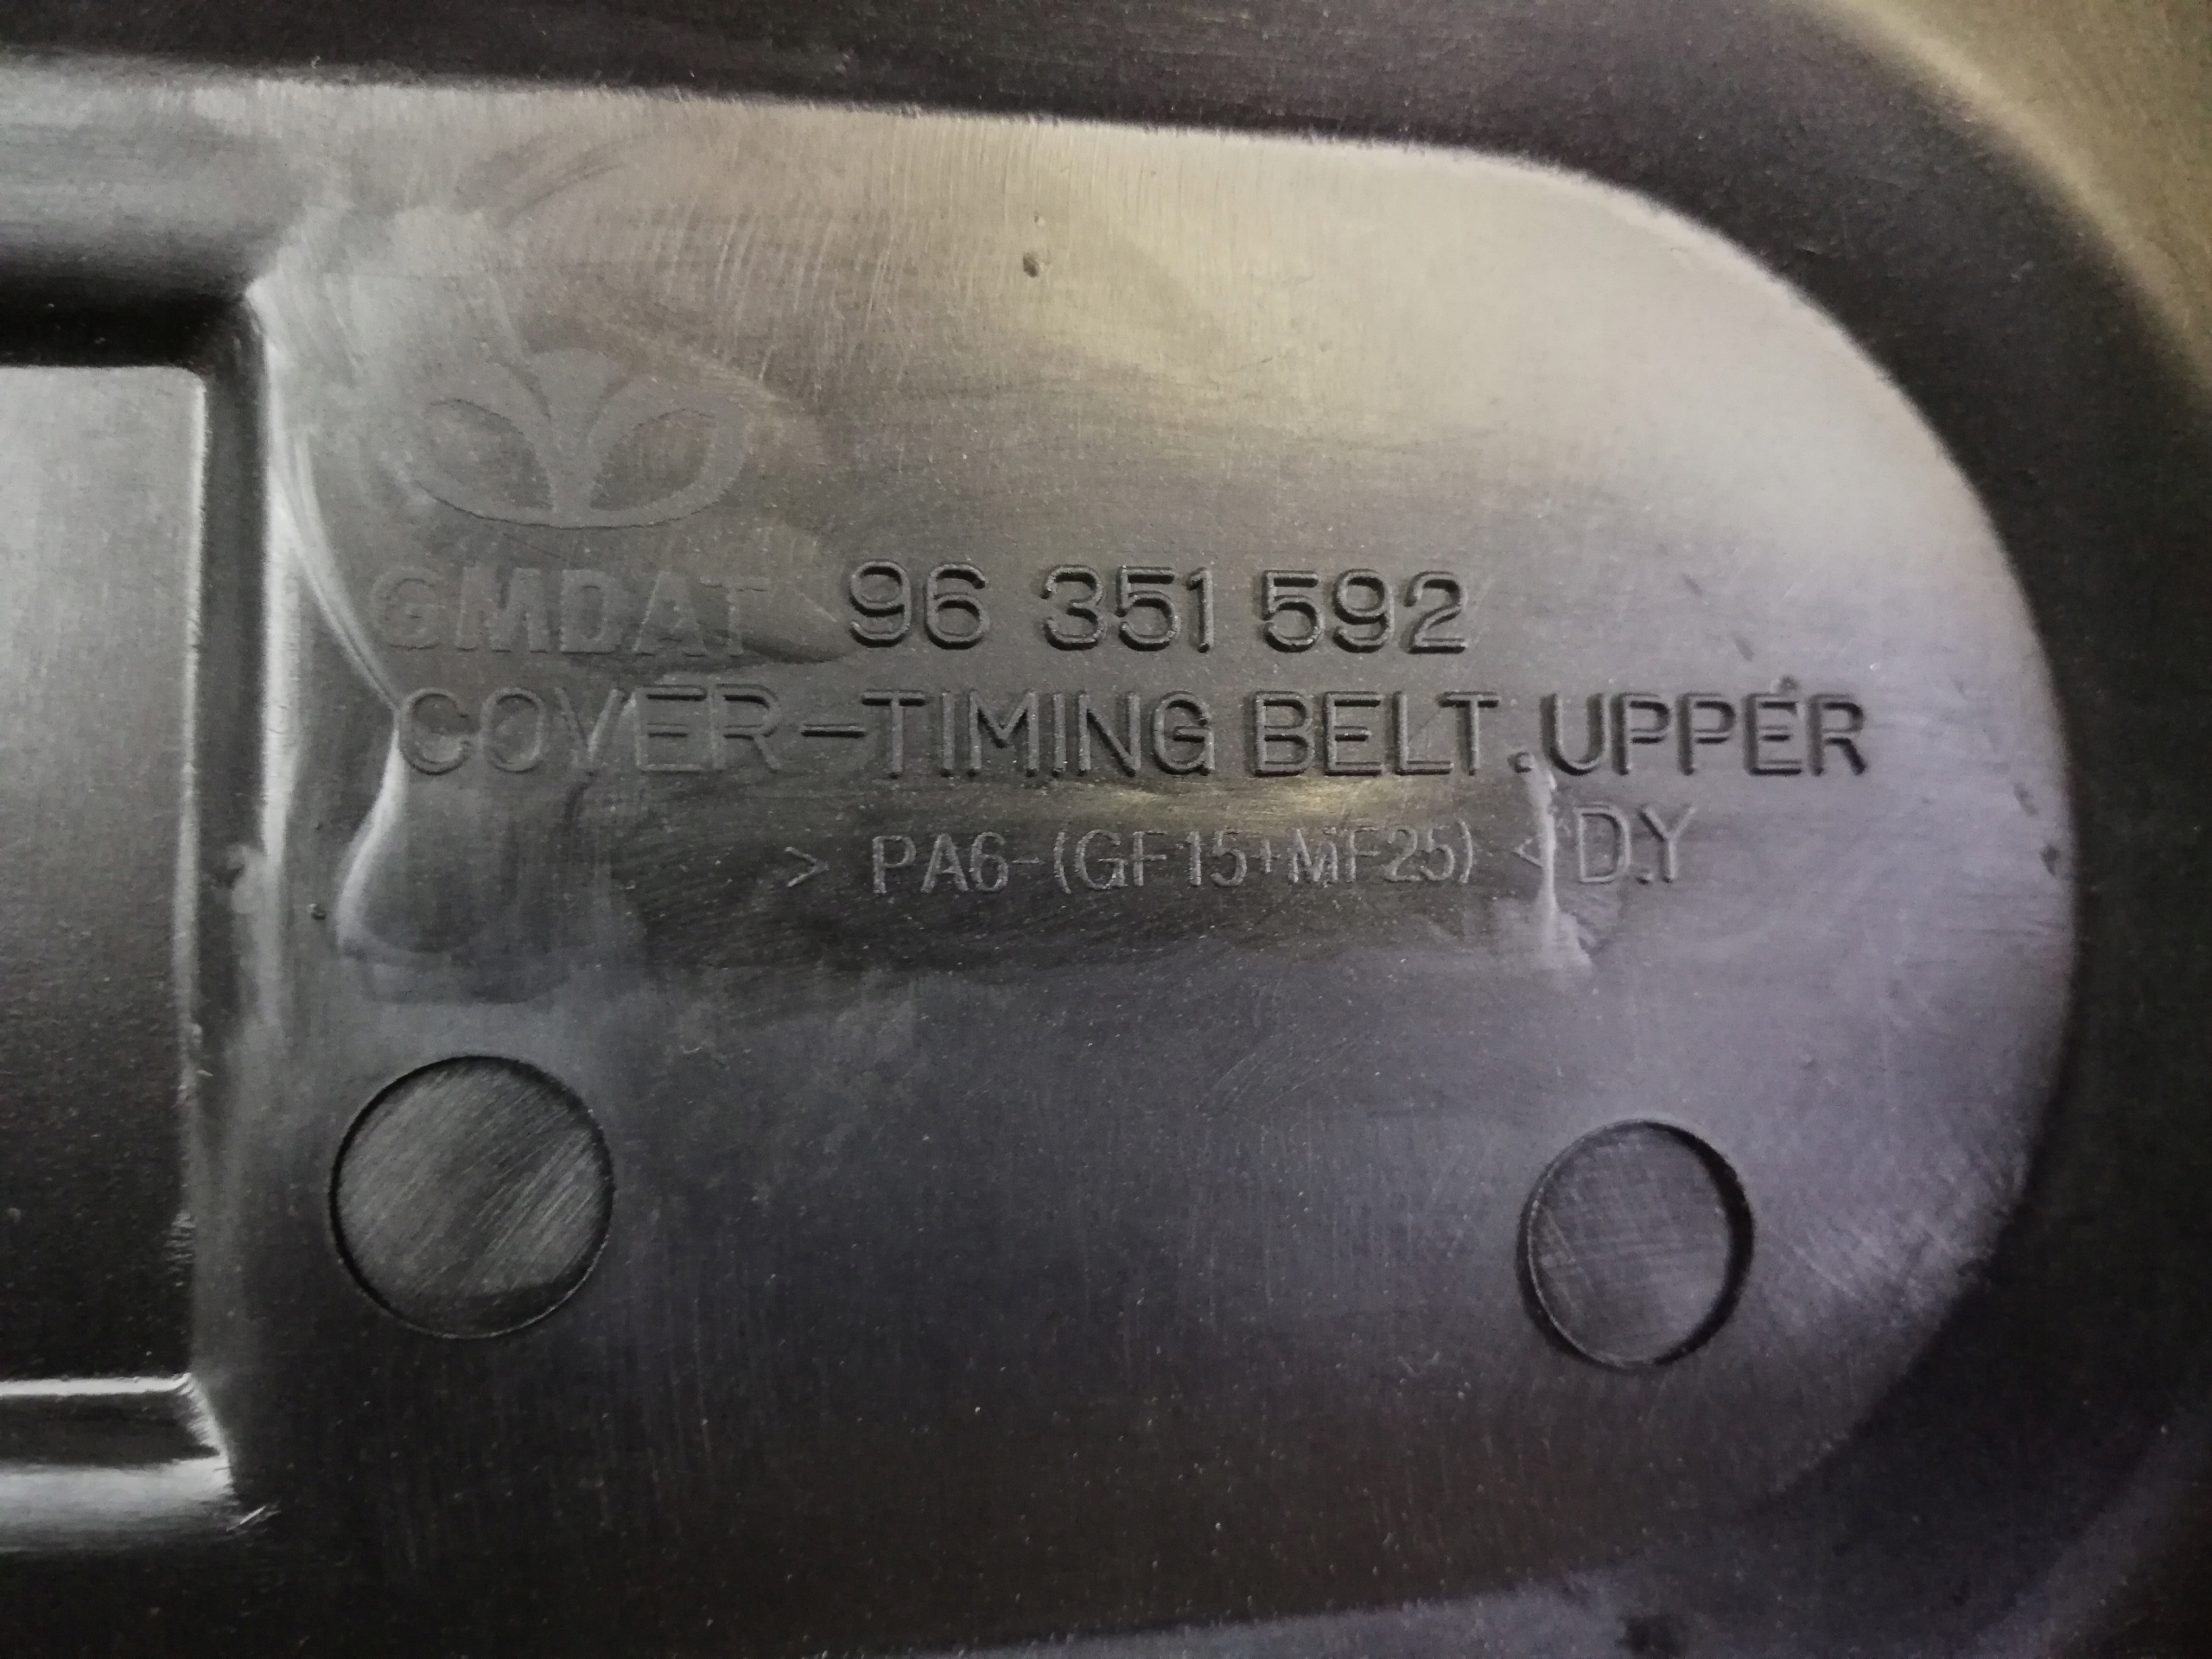 GMDAT 96 351 592
COVER-TIMING BELT.UPPER
> PA6-(GF15+MF25) < D.Y